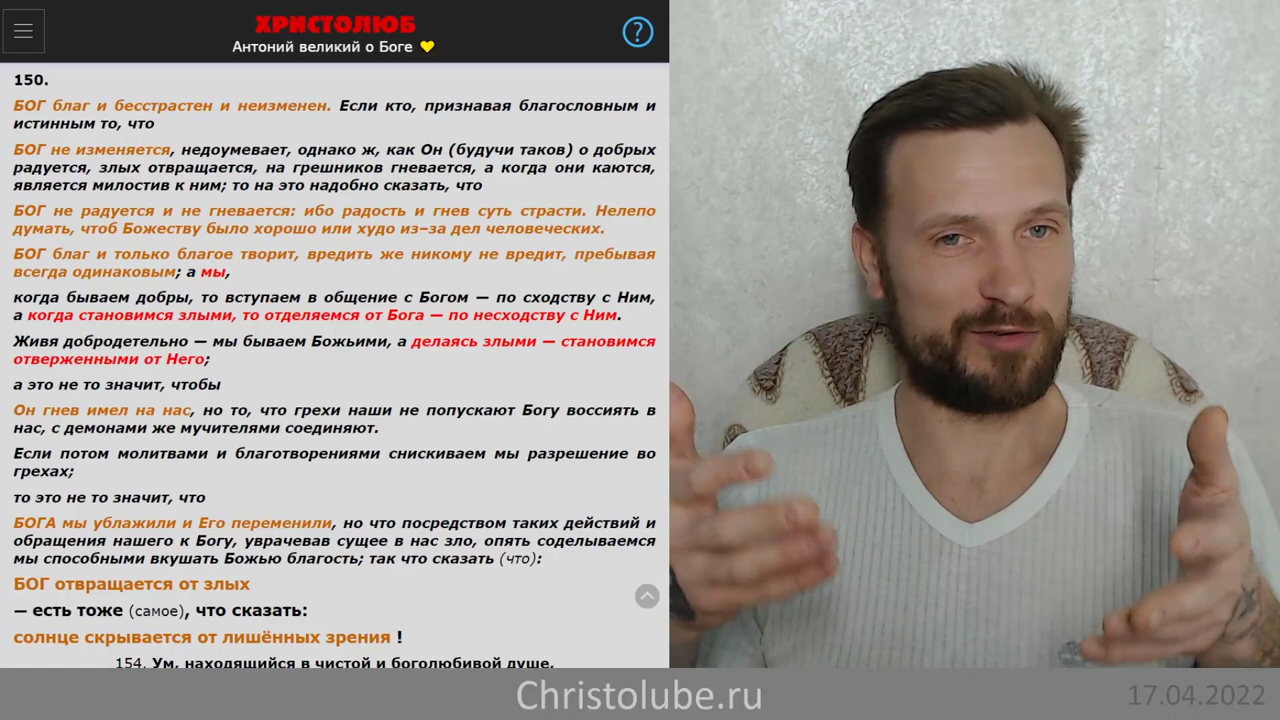 ХРИСТОЛЮБ
Антоний великий о Боге
?
150.
БОГ благ и бесстрастен и неизменен. Если кто, признавая благословным и
истинным то, что
БОГ не изменяется, недоумевает, однако ж, как Он (будучи таков) о добрых
радуется, злых отвращается, на грешников гневается, а когда они каются,
является милостив к ним; то на это надобно сказать, что
БОГ не радуется и не гневается: ибо радость и гнев суть страсти. Нелепо
думать, чтоб Божеству было хорошо или худо из–за дел человеческих.
БОГ благ и только благое творит, вредить же никому не вредит, пребывая
всегда одинаковым; а мы,
когда бываем добры, то вступаем в общение с Богом — по сходству с Ним,
а когда становимся злыми, то отделяемся от Бога — по несходству с Ним.
Живя добродетельно — мы бываем Божьими, а делаясь злыми — становимся
отверженными от Него;
а это не то значит, чтобы
Он гнев имел на нас, но то, что грехи наши не попускают Богу воссиять в
нас, с демонами же мучителями соединяют.
Если потом молитвами и благотворениями снискиваем мы разрешение во
грехах;
то это не то значит, что
БОГА мы ублажили и Его переменили, но что посредством таких действий и
обращения нашего к Богу, уврачевав сущее в нас зло, опять соделываемся
мы способными вкушать Божью благость; так что сказать (что):
БОГ отвращается от злых
— есть тоже (самое), что сказать:
солнце скрывается от лишённых зрения !
154. Ум, находящийся в чистой и боголюбивой душе,
Christolube.ru
17.04.2022